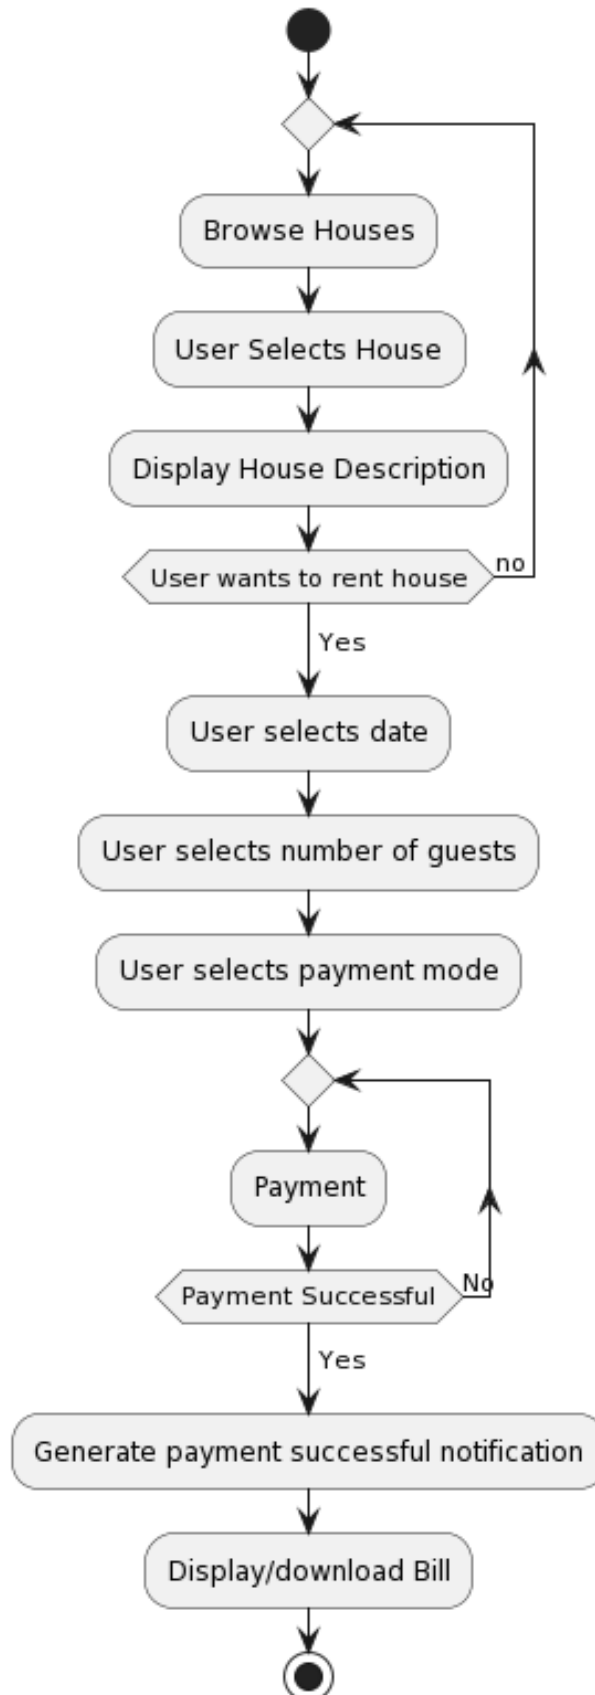 Browse Houses
User Selects House
Display House Description
User wants to rent house
no
Yes
User selects date
User selects number of guests
User selects payment mode
Payment
Payment Successful
No
Yes
Generate payment successful notification
Display/download Bill